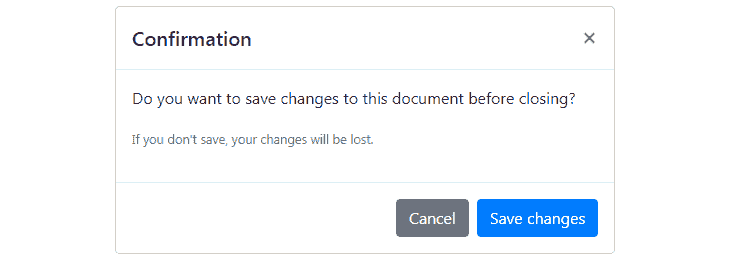 Confirmation
Do you want to save changes to this document before closing?
If you don't save, your changes will be lost.
Cancel Save changes